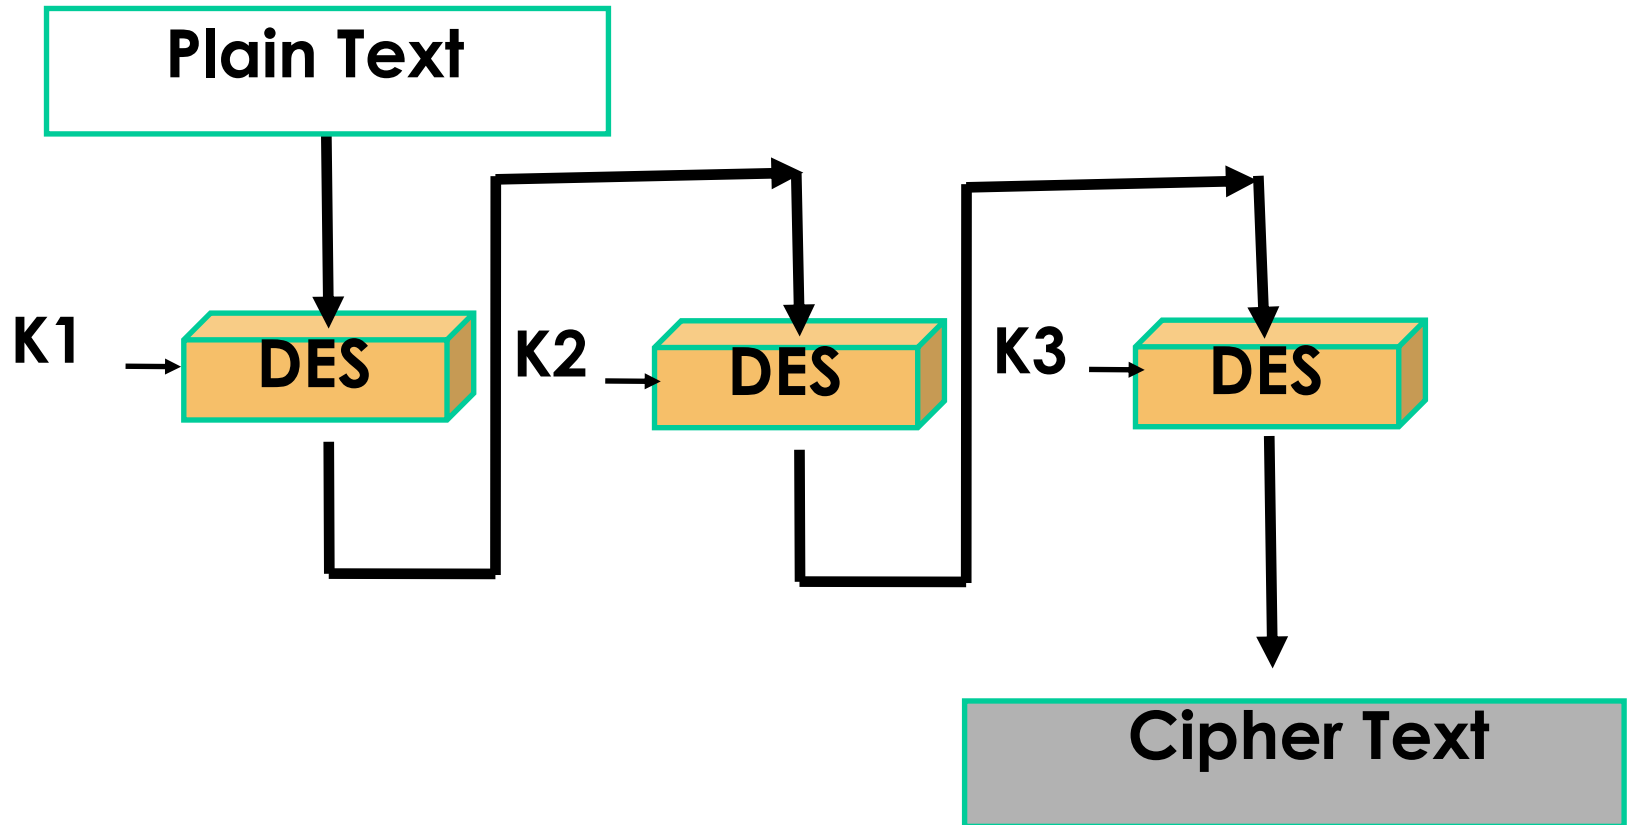 Plain Text
K1
DES
K2
DES
K3
DES
Cipher Text